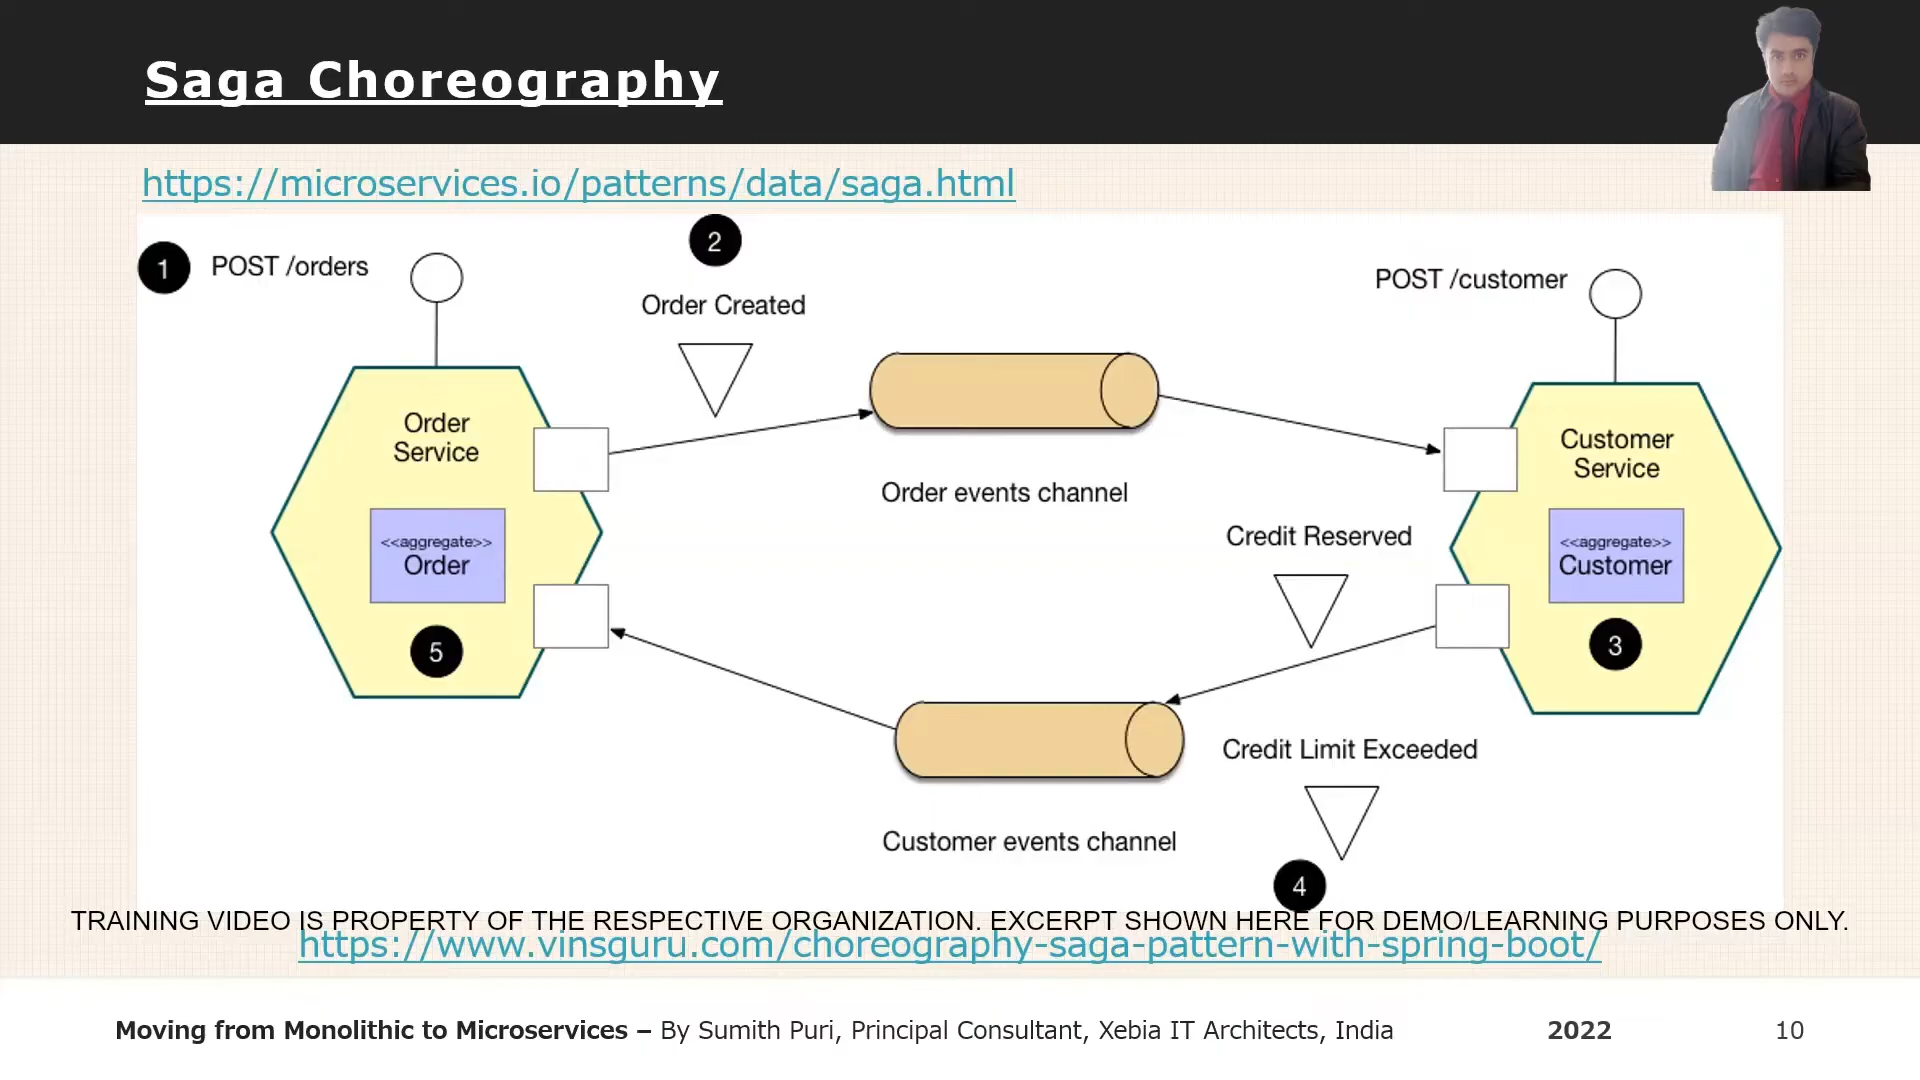 Saga Choreography
https://microservices.io/patterns/data/saga.html
1 POST /orders
2
Order Created
POST /customer
Order
Service
Customer
Service
Order events channel
Credit Reserved
<<aggregate>>
Order
<<aggregate>>
Customer
5
3
Credit Limit Exceeded
Customer events channel
4
TRAINING VIDEO IS PROPERTY OF THE RESPECTIVE ORGANIZATION. EXCERPT SHOWN HERE FOR DEMO/LEARNING PURPOSES ONLY.
https://www.vinsguru.com/choreography-saga-pattern-with-spring-boot/
Moving from Monolithic to Microservices – By Sumith Puri, Principal Consultant, Xebia IT Architects, India 2022 10